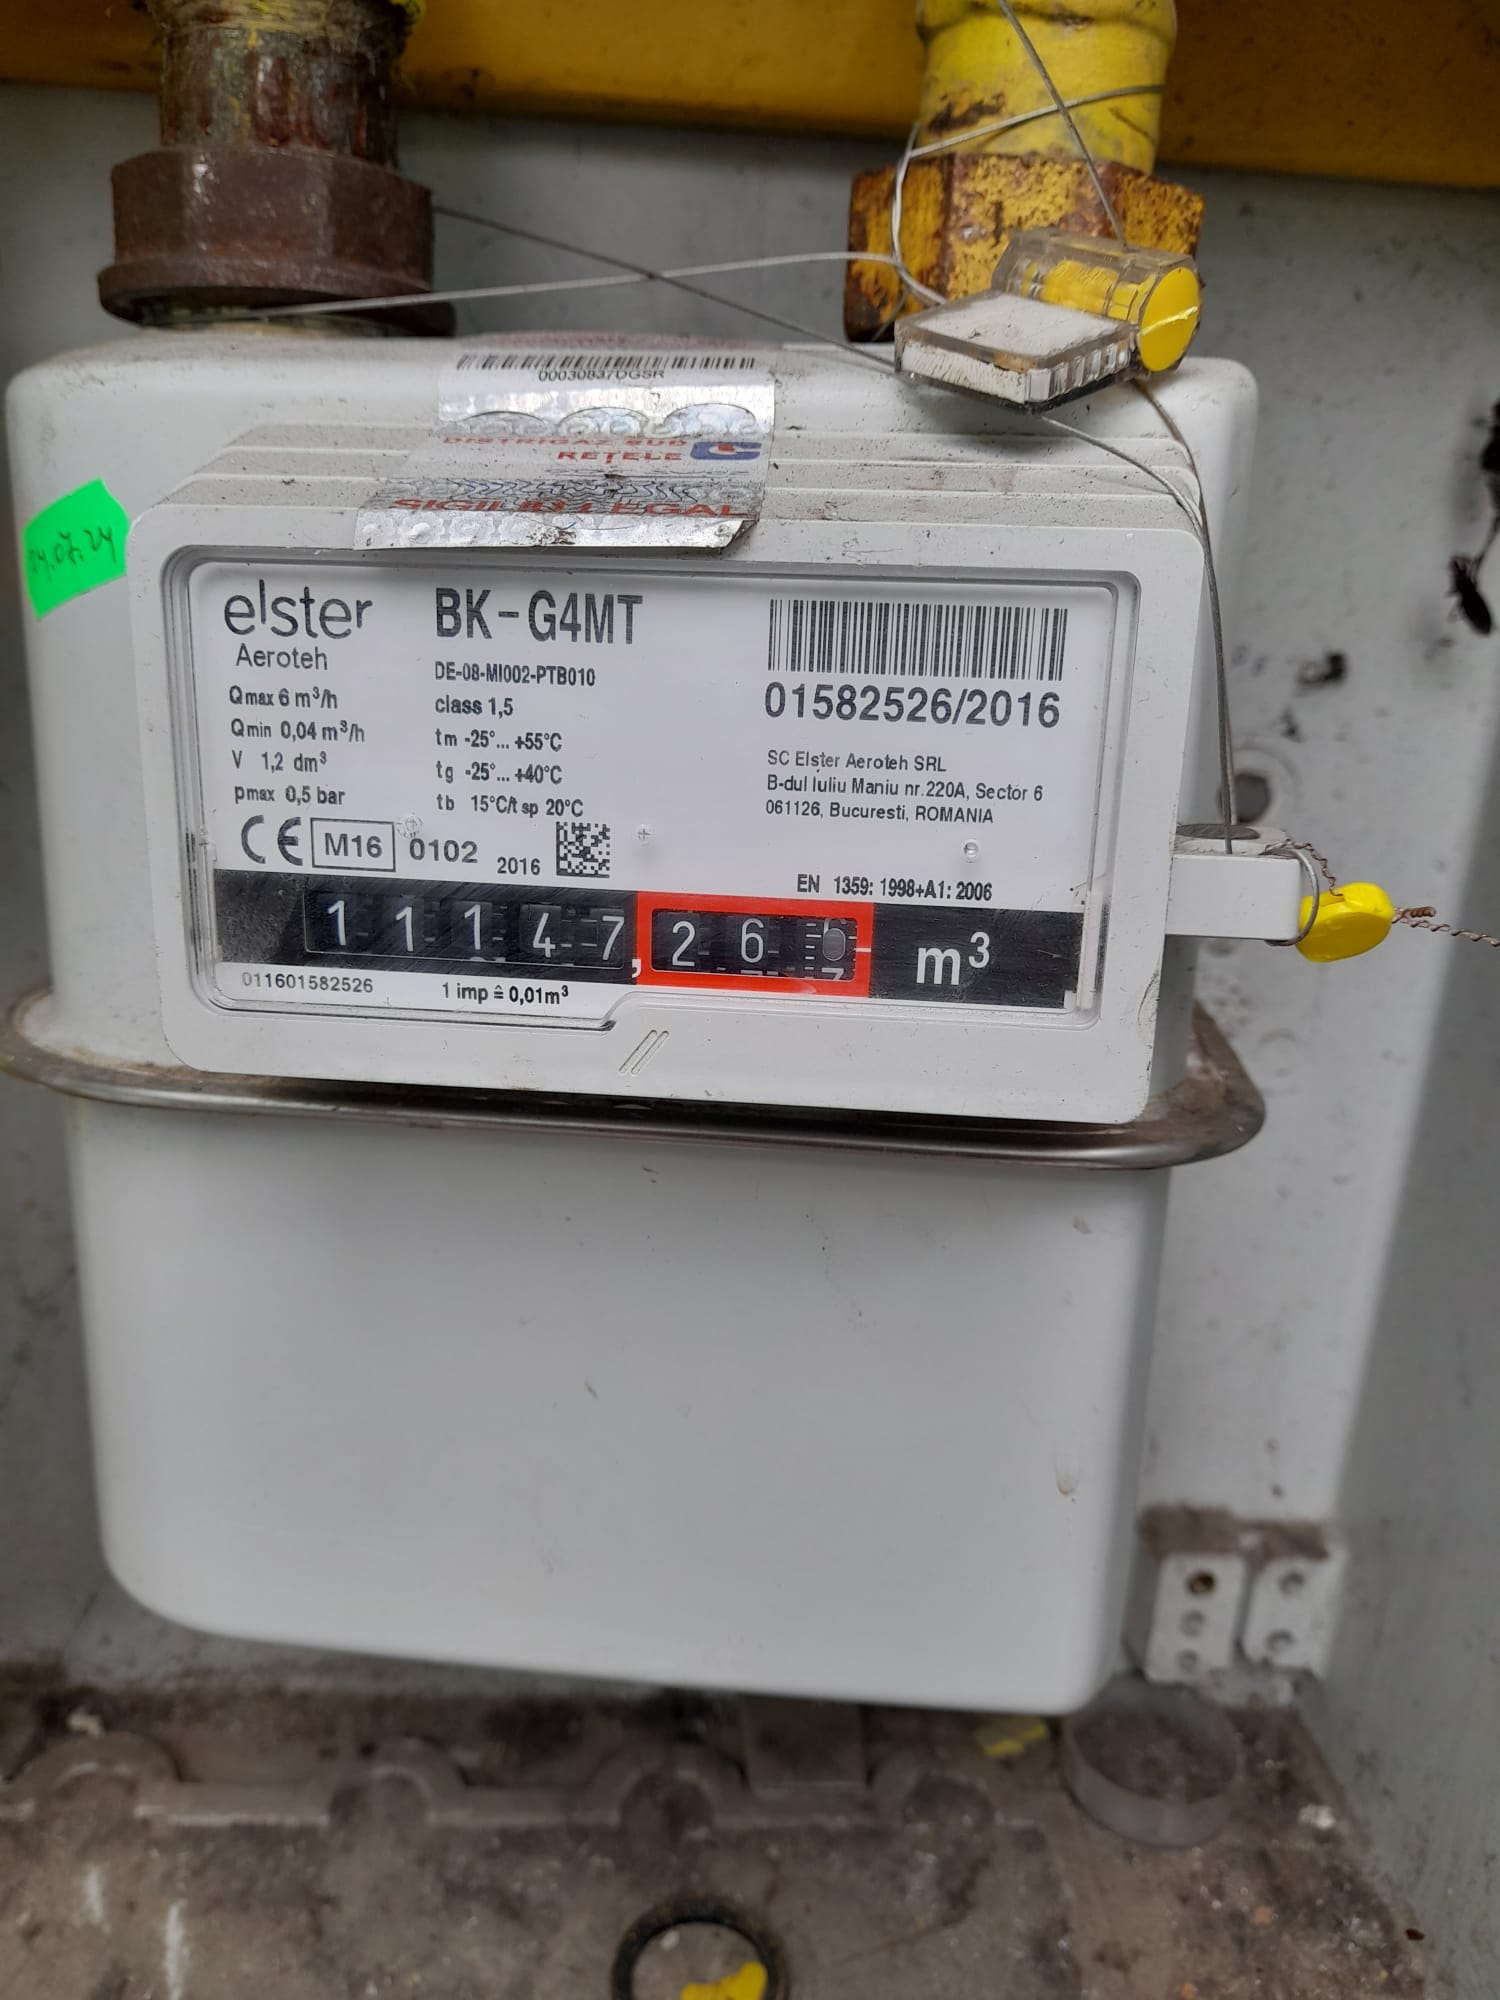 00030837DGSR
DISTRIGAZ SUD
REŢELE
SIGILIU LEGAL
24.07.24
elster
Aeroteh
Qmax 6 m³/h
Qmin 0,04 m³/h
V 1,2 dm³
pmax 0,5 bar
CE M16 0102 2016
BK-G4MT
DE-08-MI002-PTB010
class 1,5
tm -25°... +55°C
tg -25°... +40°C
tb 15°C/t sp 20°C
01582526/2016
SC Elster Aeroteh SRL
B-dul Iuliu Maniu nr.220A, Sector 6
061126, Bucuresti, ROMANIA
EN 1359: 1998+A1: 2006
11147,26 m³
011601582526
1 imp ≙ 0,01m³